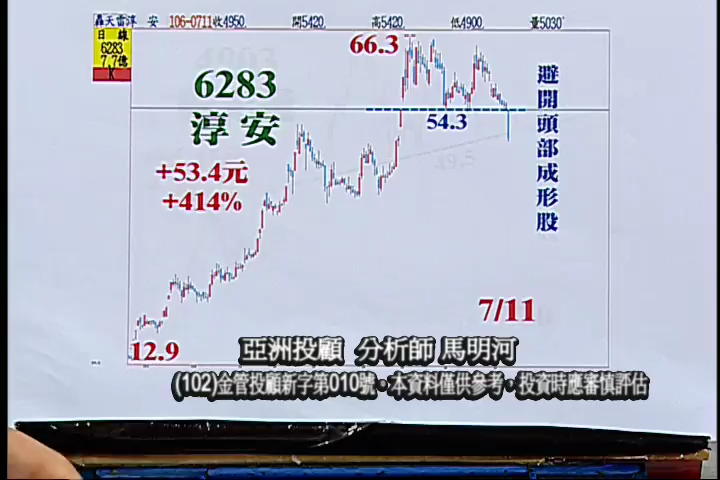 轟天雷淳 安 106-0711收4950 開5420 高5420 低4900 量5030
日 線
6283
7.7億
K
66.3
6283
淳安
+53.4元
+414%
54.3
49.5
避開頭部成形股
7/11
12.9
亞洲投顧 分析師 馬明河
(102)金管投顧新字第010號，本資料僅供參考，投資時應審慎評估